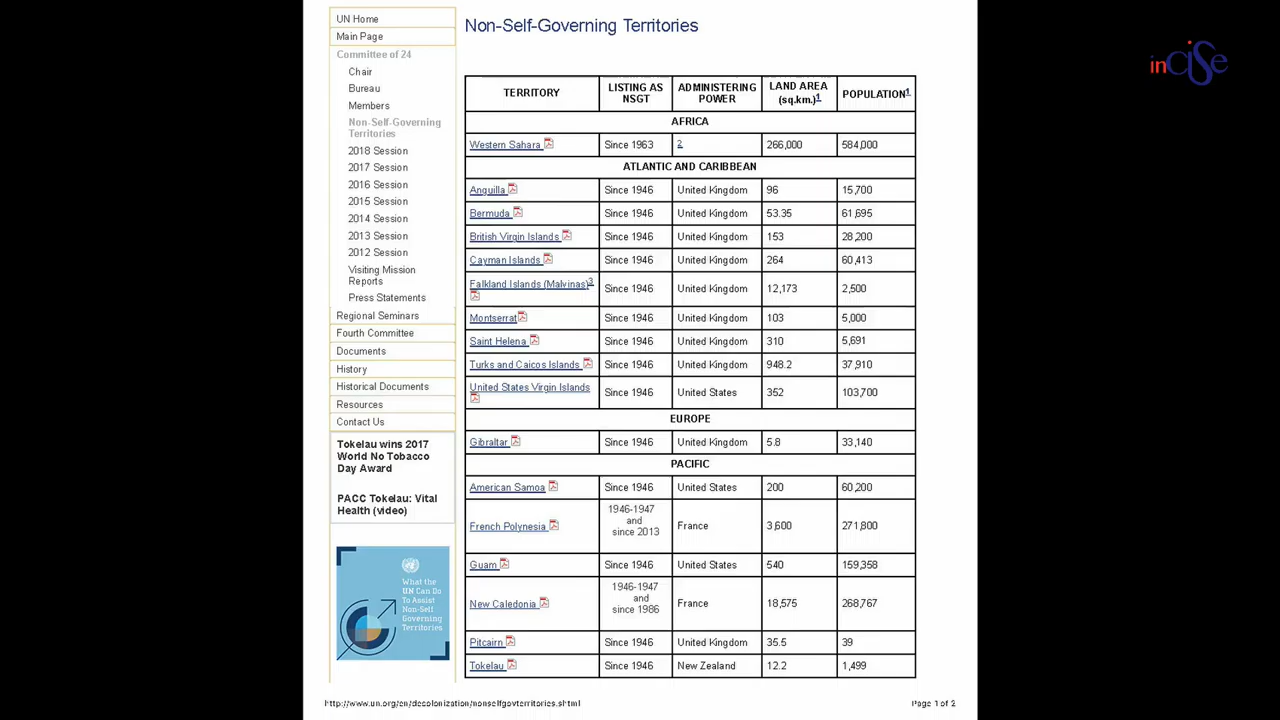 UN Home
Main Page
Committee of 24
Chair
Bureau
Members
Non-Self-Governing
Territories
2018 Session
2017 Session
2016 Session
2015 Session
2014 Session
2013 Session
2012 Session
Visiting Mission
Reports
Press Statements
Regional Seminars
Fourth Committee
Documents
History
Historical Documents
Resources
Contact Us
Tokelau wins 2017
World No Tobacco
Day Award
PACC Tokelau: Vital
Health (video)
What the
UN Can Do
To Assist
Non-Self
Governing
Territories
Non-Self-Governing Territories
TERRITORY LISTING AS NSGT ADMINISTERING POWER LAND AREA (sq.km.)1 POPULATION1
AFRICA
Western Sahara Since 1963 2 266,000 584,000
ATLANTIC AND CARIBBEAN
Anguilla Since 1946 United Kingdom 96 15,700
Bermuda Since 1946 United Kingdom 53.35 61,695
British Virgin Islands Since 1946 United Kingdom 153 28,200
Cayman Islands Since 1946 United Kingdom 264 60,413
Falkland Islands (Malvinas)3 Since 1946 United Kingdom 12,173 2,500
Montserrat Since 1946 United Kingdom 103 5,000
Saint Helena Since 1946 United Kingdom 310 5,691
Turks and Caicos Islands Since 1946 United Kingdom 948.2 37,910
United States Virgin Islands Since 1946 United States 352 103,700
EUROPE
Gibraltar Since 1946 United Kingdom 5.8 33,140
PACIFIC
American Samoa Since 1946 United States 200 60,200
French Polynesia 1946-1947 and since 2013 France 3,600 271,800
Guam Since 1946 United States 540 159,358
New Caledonia 1946-1947 and since 1986 France 18,575 268,767
Pitcairn Since 1946 United Kingdom 35.5 39
Tokelau Since 1946 New Zealand 12.2 1,499
http://www.un.org/en/decolonization/nonselfgovterritories.shtml
Page 1 of 2
inCISE